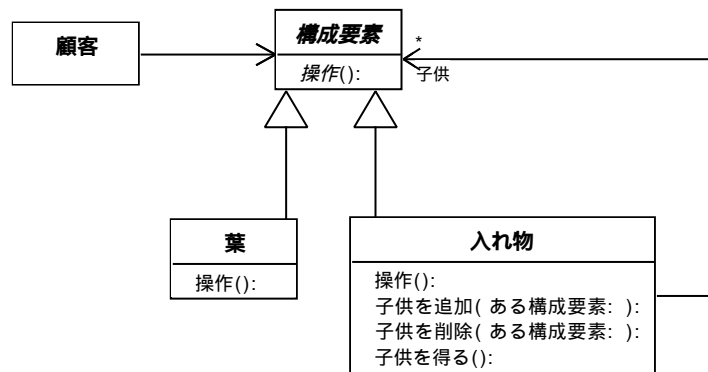 顧客
構成要素
操作():
*
子供
葉
操作():
入れ物
操作():
子供を追加( ある構成要素: ):
子供を削除( ある構成要素: ):
子供を得る():